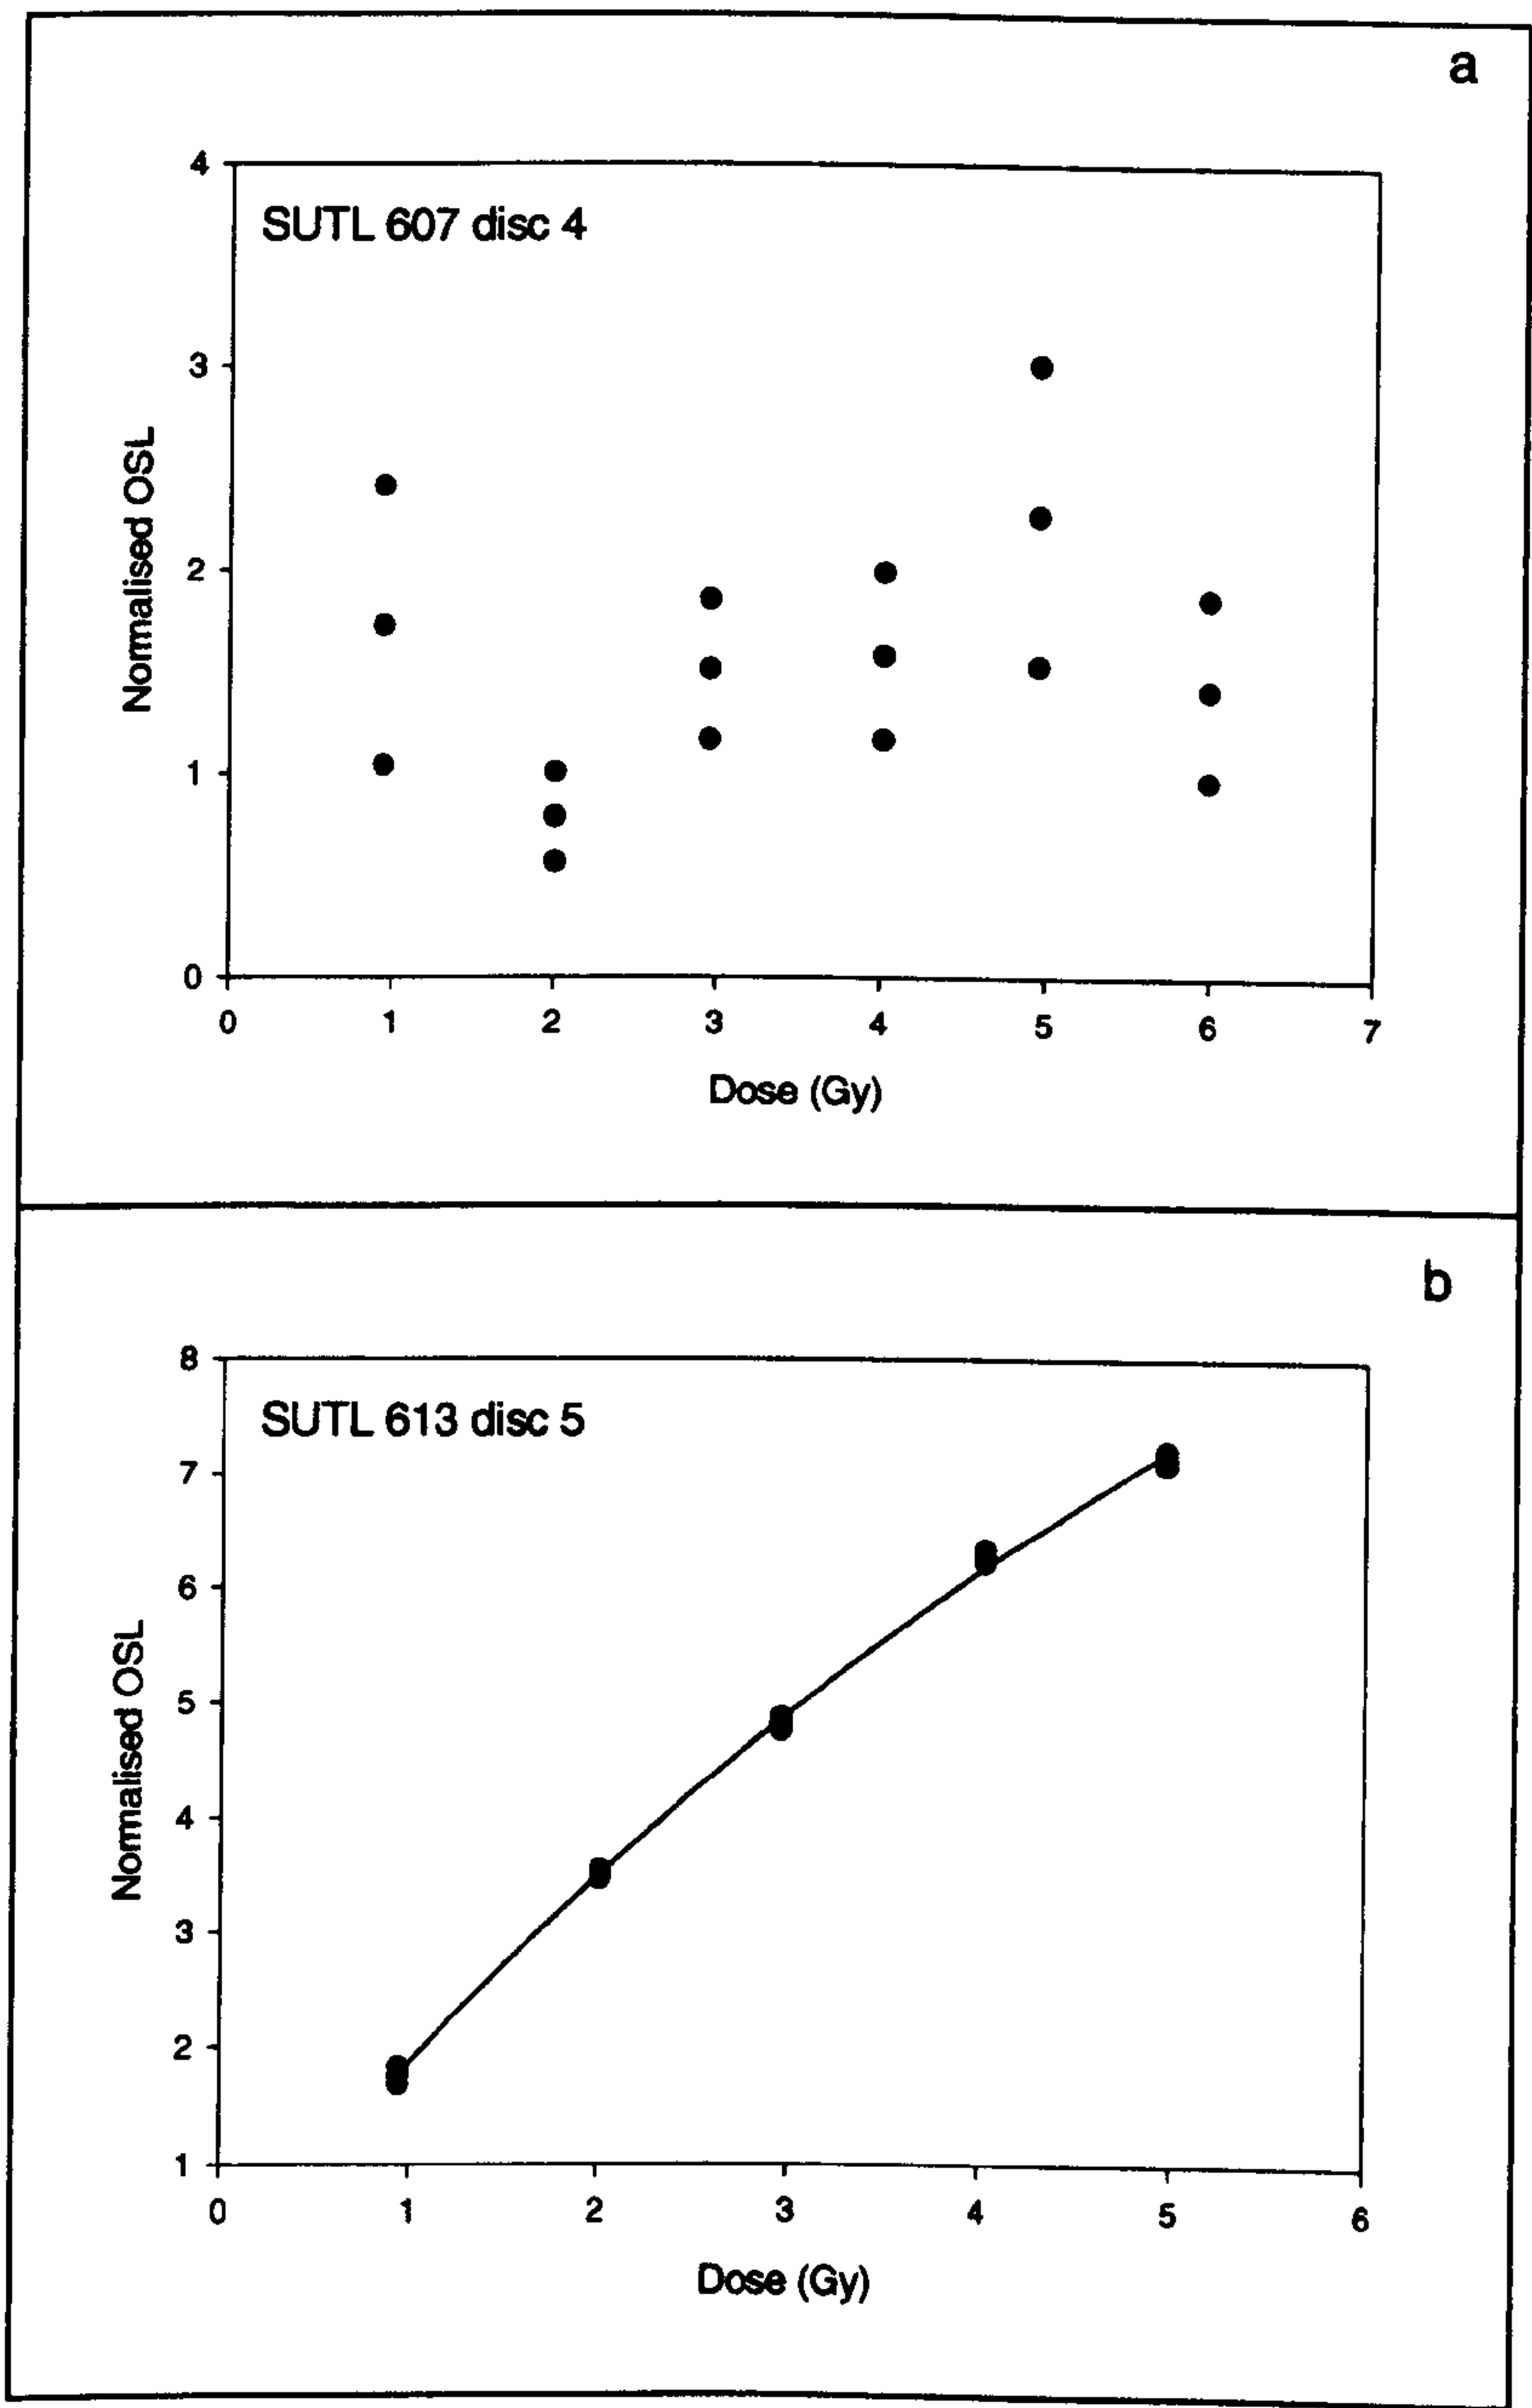 a
4
SUTL 607 disc 4
3
2
1
0
Normalised OSL
0 1 2 3 4 5 6 7
Dose (Gy)
b
8
SUTL 613 disc 5
7
6
5
4
3
2
1
Normalised OSL
0 1 2 3 4 5 6
Dose (Gy)